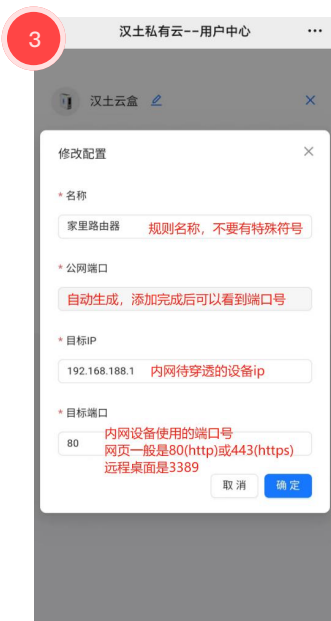 3
汉土私有云--用户中心
汉土云盒
修改配置
* 名称
家里路由器 规则名称，不要有特殊符号
* 公网端口
自动生成，添加完成后可以看到端口号
* 目标IP
192.168.188.1 内网待穿透的设备ip
* 目标端口
内网设备使用的端口号
80 网页一般是80(http)或443(https)
远程桌面是3389
取消 确定